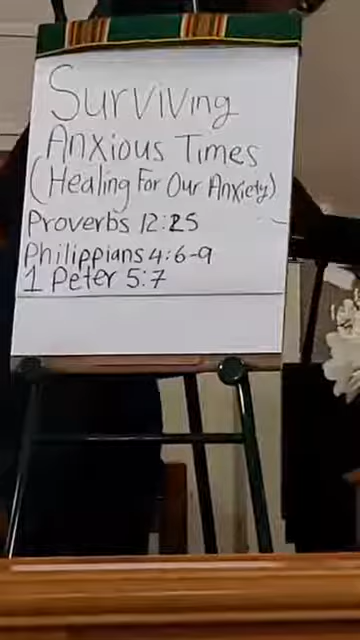 Surviving
Anxious Times
(Healing For Our Anxiety)
Proverbs 12:25
Philippians 4:6-9
1 Peter 5:7